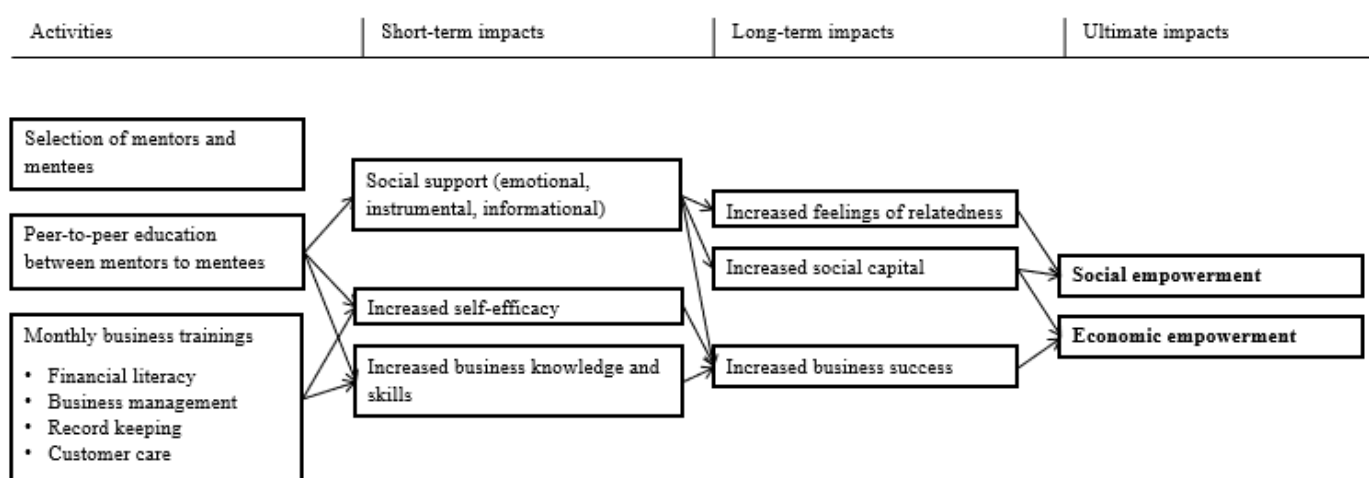 Activities
Short-term impacts
Long-term impacts
Ultimate impacts
Selection of mentors and
mentees
Peer-to-peer education
between mentors to mentees
Monthly business trainings
• Financial literacy
• Business management
• Record keeping
• Customer care
Social support (emotional,
instrumental, informational)
Increased self-efficacy
Increased business knowledge and
skills
Increased feelings of relatedness
Increased social capital
Increased business success
Social empowerment
Economic empowerment